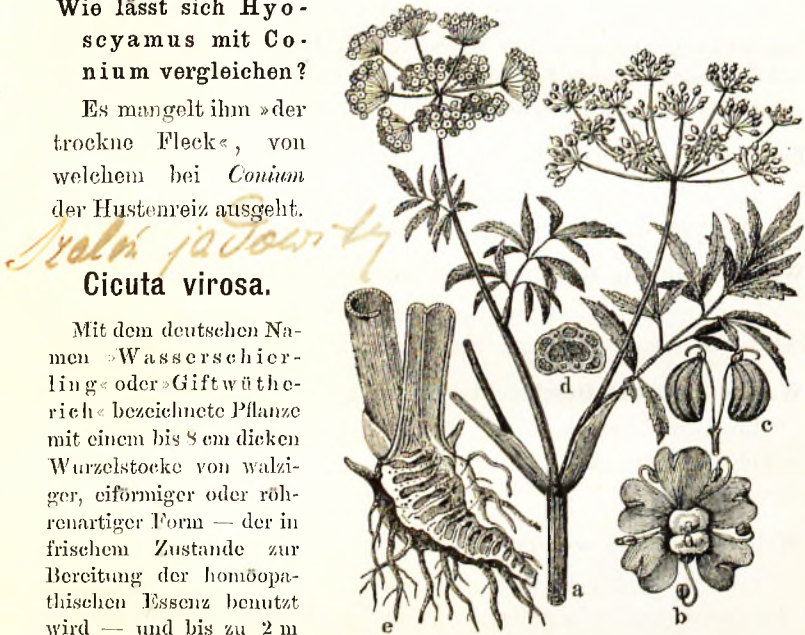 Wie lässt sich Hyo-
scyamus mit Co-
nium vergleichen?
Es mangelt ihm »der
trockne Fleck«, von
welchem bei Conium
der Hustenreiz ausgeht.
Szaleń jadowity
Cicuta virosa.
Mit dem deutschen Na-
men »Wasserschier-
ling« oder »Giftwüthe-
rich« bezeichnete Pflanze
mit einem bis 8 cm dicken
Wurzelstocke von walzi-
ger, eiförmiger oder röh-
renartiger Form — der in
frischem Zustande zur
Bereitung der homöopa-
thischen Essenz benutzt
wird — und bis zu 2 m
d
c
a
b
e